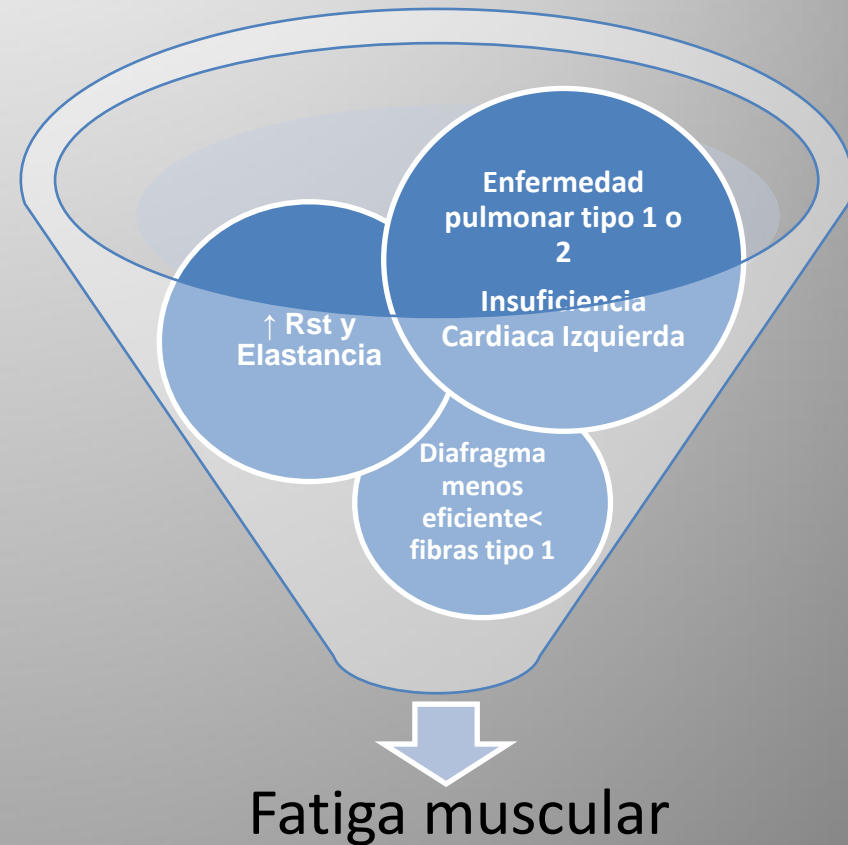 Enfermedad
pulmonar tipo 1 o
2
Insuficiencia
Cardiaca Izquierda
↑ Rst y
Elastancia
Diafragma
menos
eficiente<
fibras tipo 1
Fatiga muscular